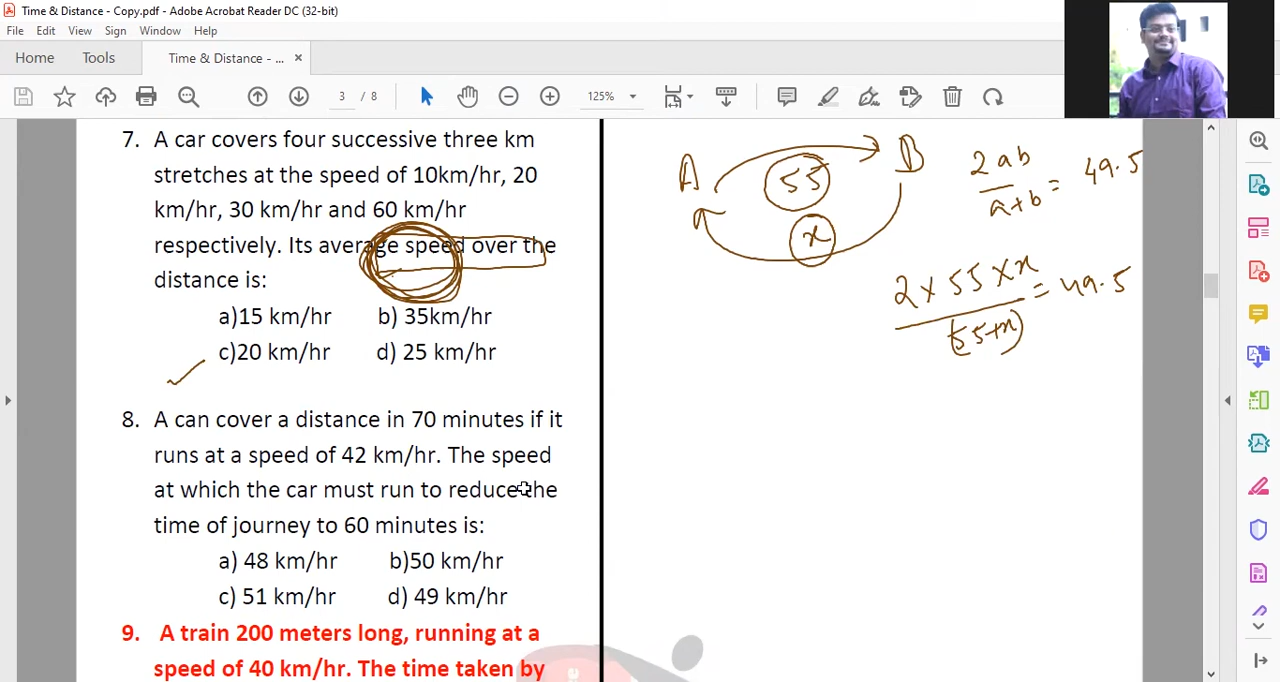 Time & Distance - Copy.pdf - Adobe Acrobat Reader DC (32-bit)
File Edit View Sign Window Help
Home Tools Time & Distance - ... ×
3 / 8 125%
7. A car covers four successive three km
stretches at the speed of 10km/hr, 20
km/hr, 30 km/hr and 60 km/hr
respectively. Its average speed over the
distance is:
a)15 km/hr b) 35km/hr
c)20 km/hr d) 25 km/hr
8. A can cover a distance in 70 minutes if it
runs at a speed of 42 km/hr. The speed
at which the car must run to reduce the
time of journey to 60 minutes is:
a) 48 km/hr b)50 km/hr
c) 51 km/hr d) 49 km/hr
9. A train 200 meters long, running at a
speed of 40 km/hr. The time taken by
A 55 B
x
2ab
a+b = 49.5
2 × 55 × x
(55+x) = 49.5